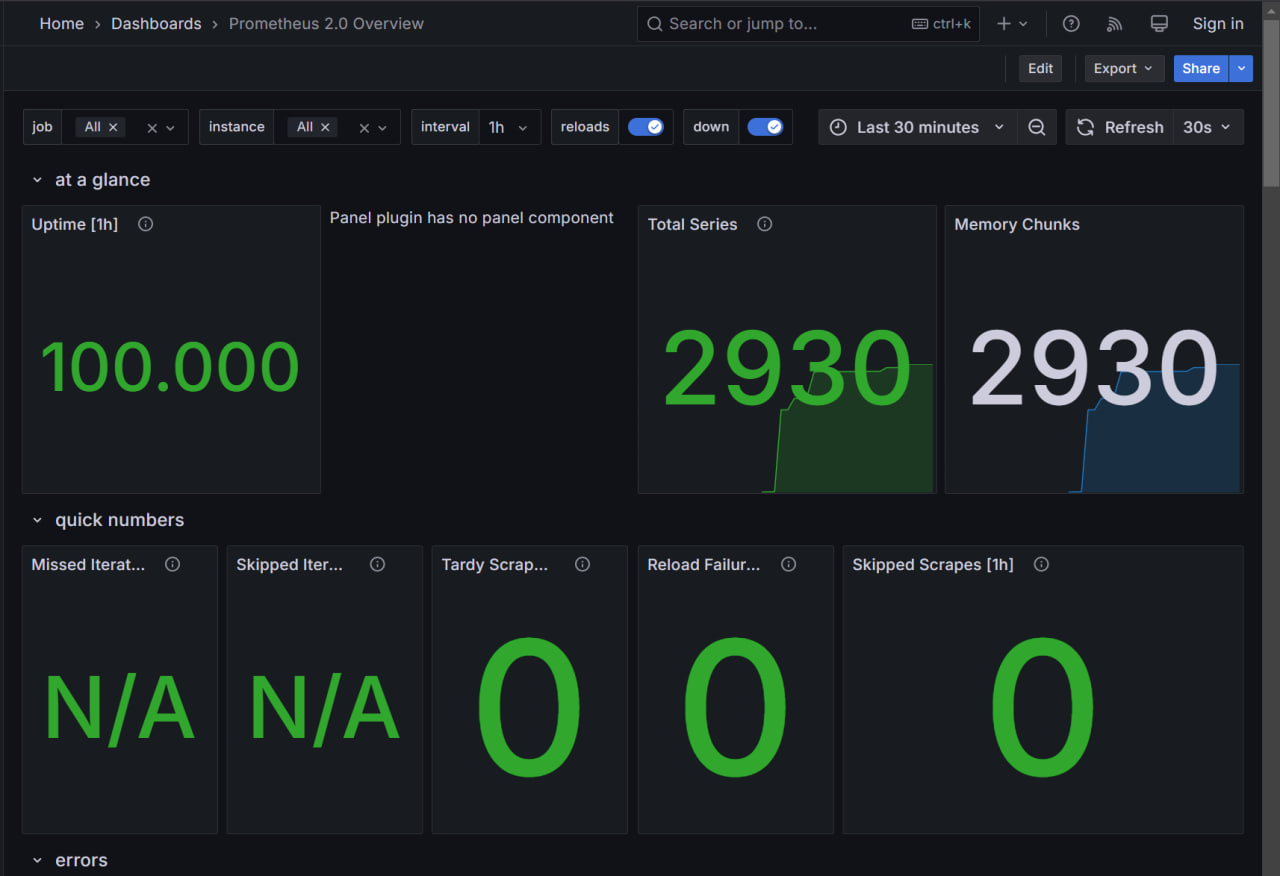 Home › Dashboards › Prometheus 2.0 Overview
Search or jump to... ctrl+k
Sign in
Edit
Export
Share
job All
instance All
interval 1h
reloads
down
Last 30 minutes
Refresh 30s
at a glance
Uptime [1h]
100.000
Panel plugin has no panel component
Total Series
2930
Memory Chunks
2930
quick numbers
Missed Iterat...
N/A
Skipped Iter...
N/A
Tardy Scrap...
0
Reload Failur...
0
Skipped Scrapes [1h]
0
errors